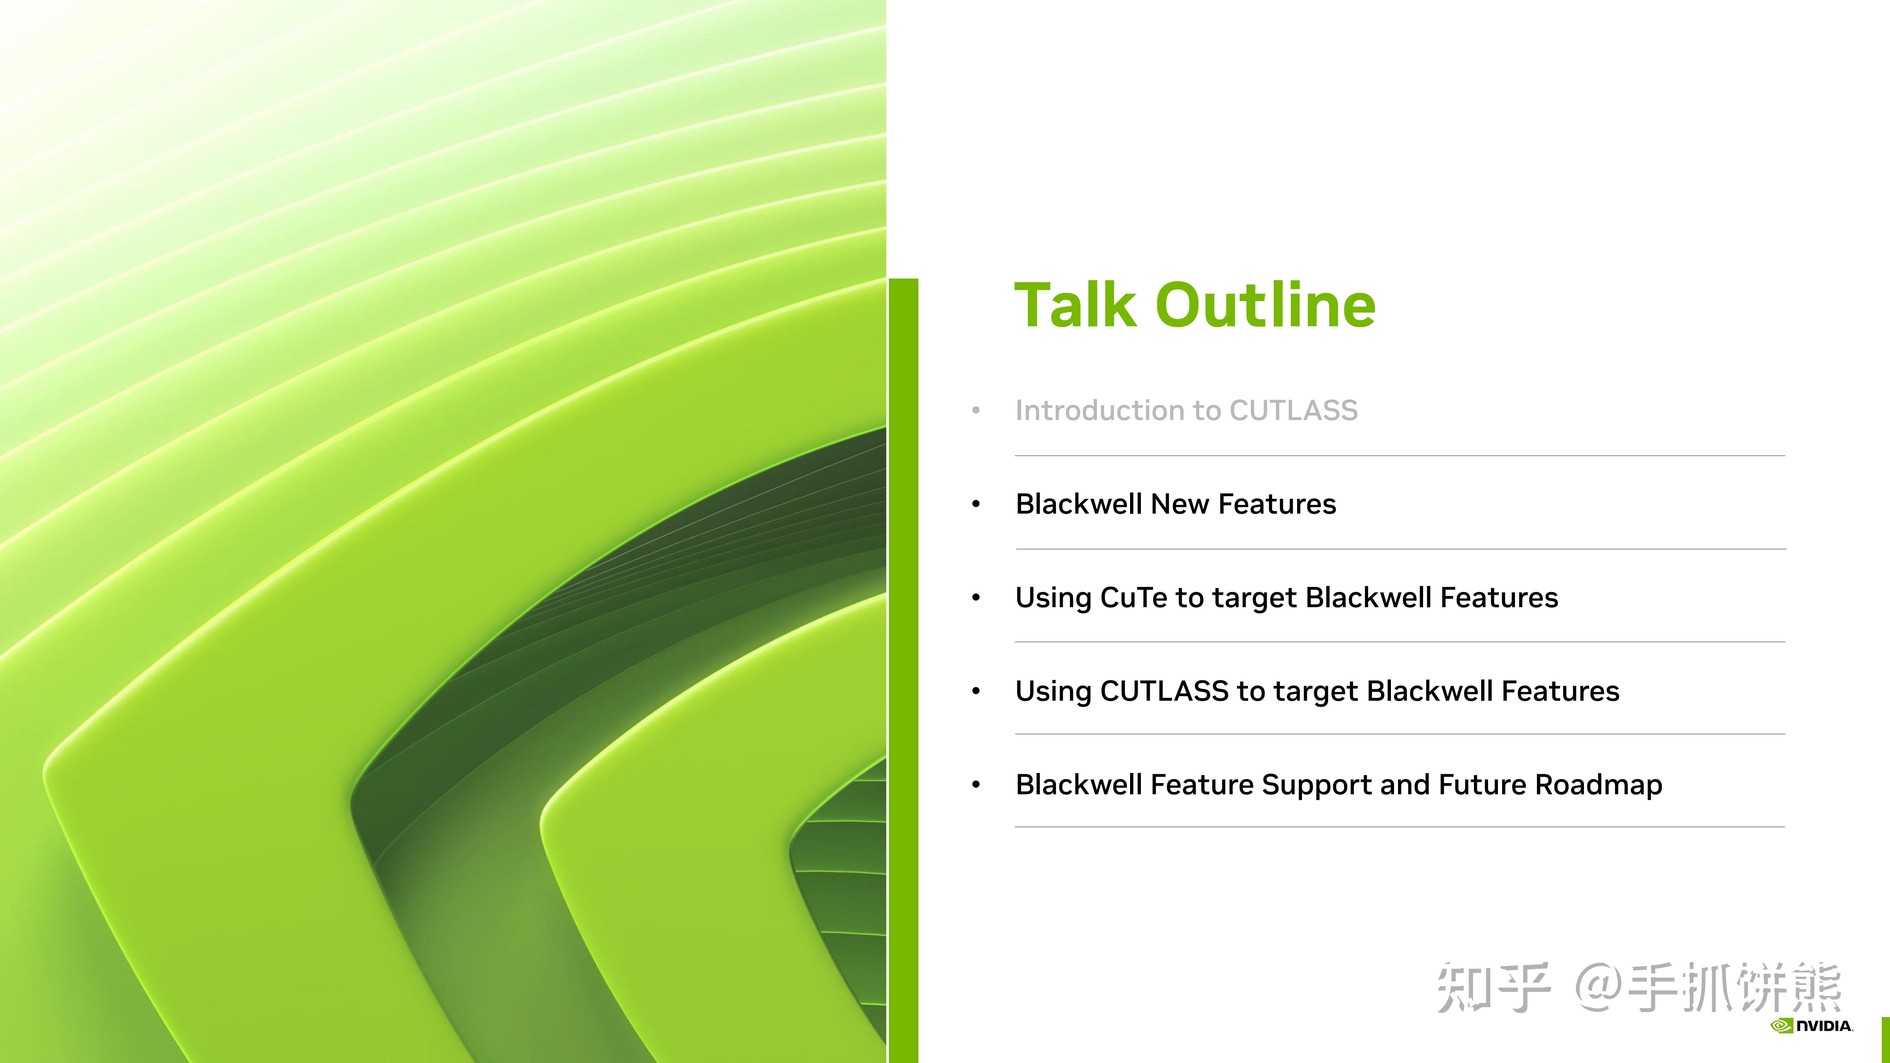 Talk Outline
• Introduction to CUTLASS
• Blackwell New Features
• Using CuTe to target Blackwell Features
• Using CUTLASS to target Blackwell Features
• Blackwell Feature Support and Future Roadmap
知乎 @手抓饼熊
NVIDIA.